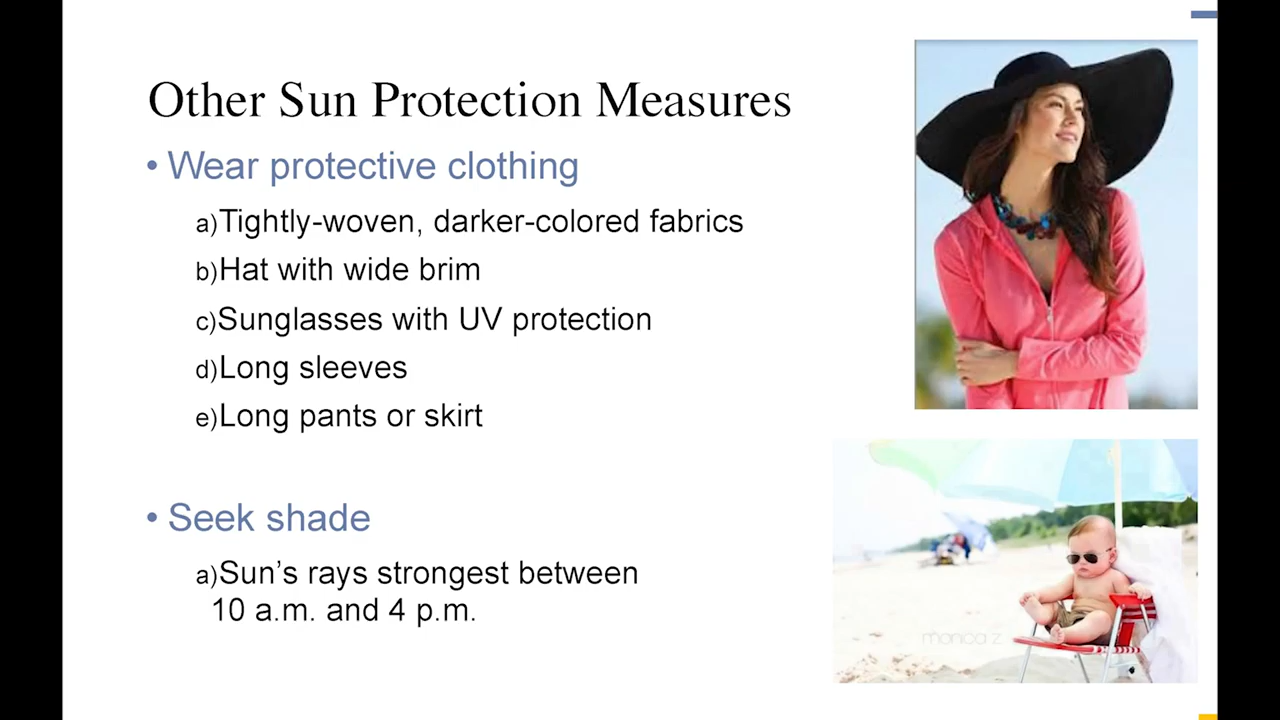 Other Sun Protection Measures
• Wear protective clothing
a)Tightly-woven, darker-colored fabrics
b)Hat with wide brim
c)Sunglasses with UV protection
d)Long sleeves
e)Long pants or skirt
• Seek shade
a)Sun’s rays strongest between
10 a.m. and 4 p.m.
monica z